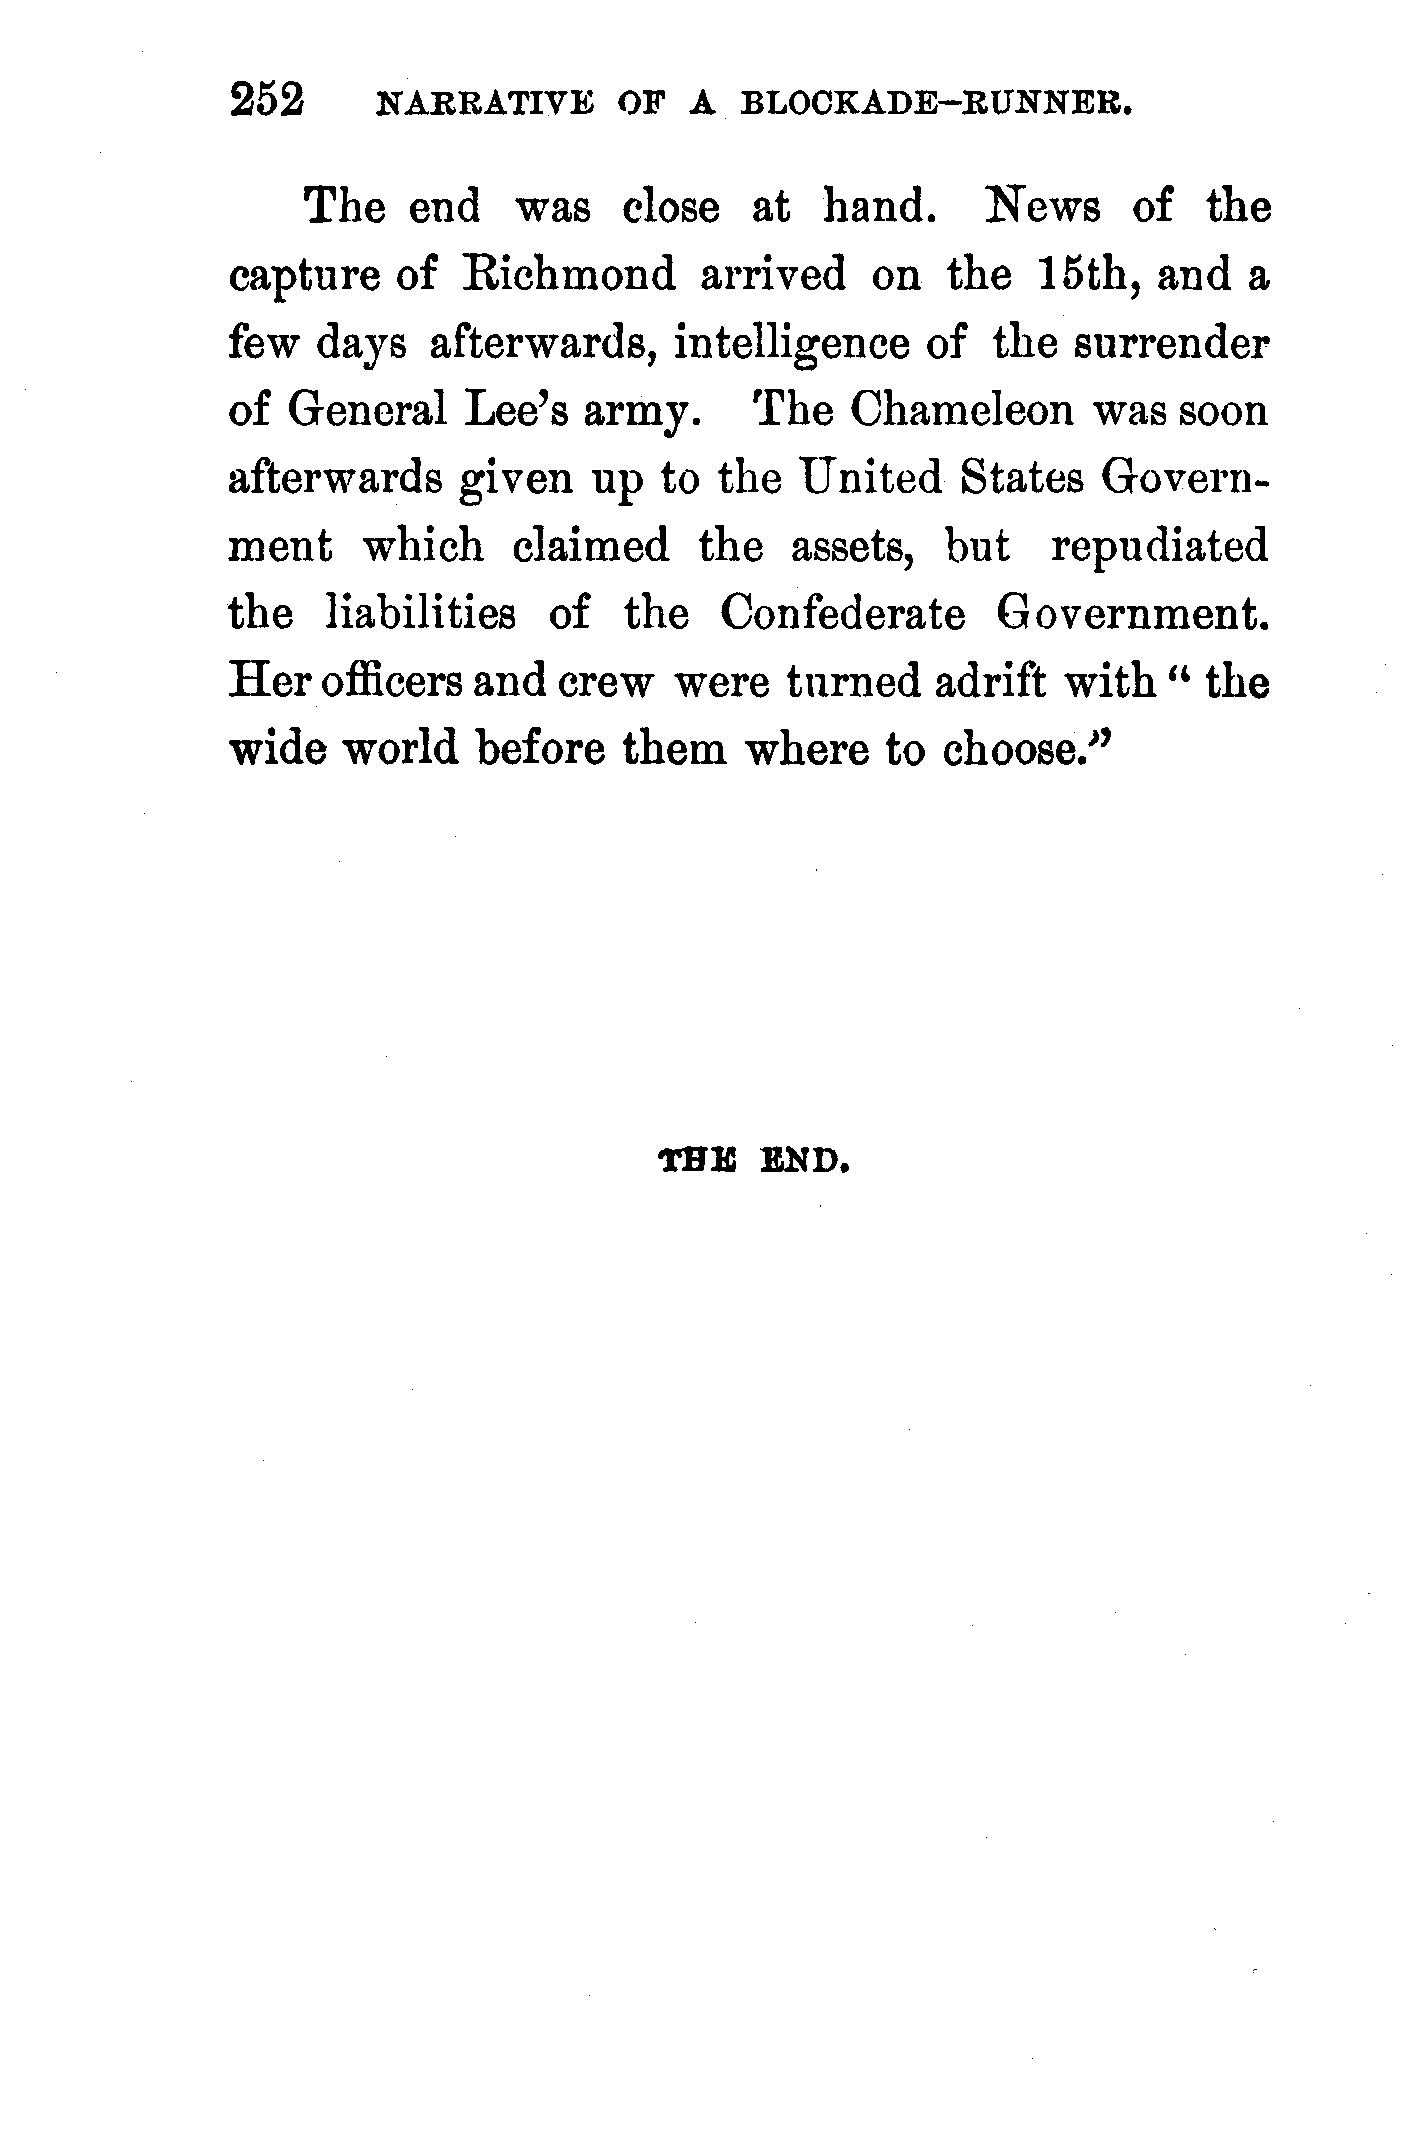 252 NARRATIVE OF A BLOCKADE-RUNNER.
The end was close at hand. News of the
capture of Richmond arrived on the 15th, and a
few days afterwards, intelligence of the surrender
of General Lee's army. The Chameleon was soon
afterwards given up to the United States Govern-
ment which claimed the assets, but repudiated
the liabilities of the Confederate Government.
Her officers and crew were turned adrift with " the
wide world before them where to choose."
THE END.